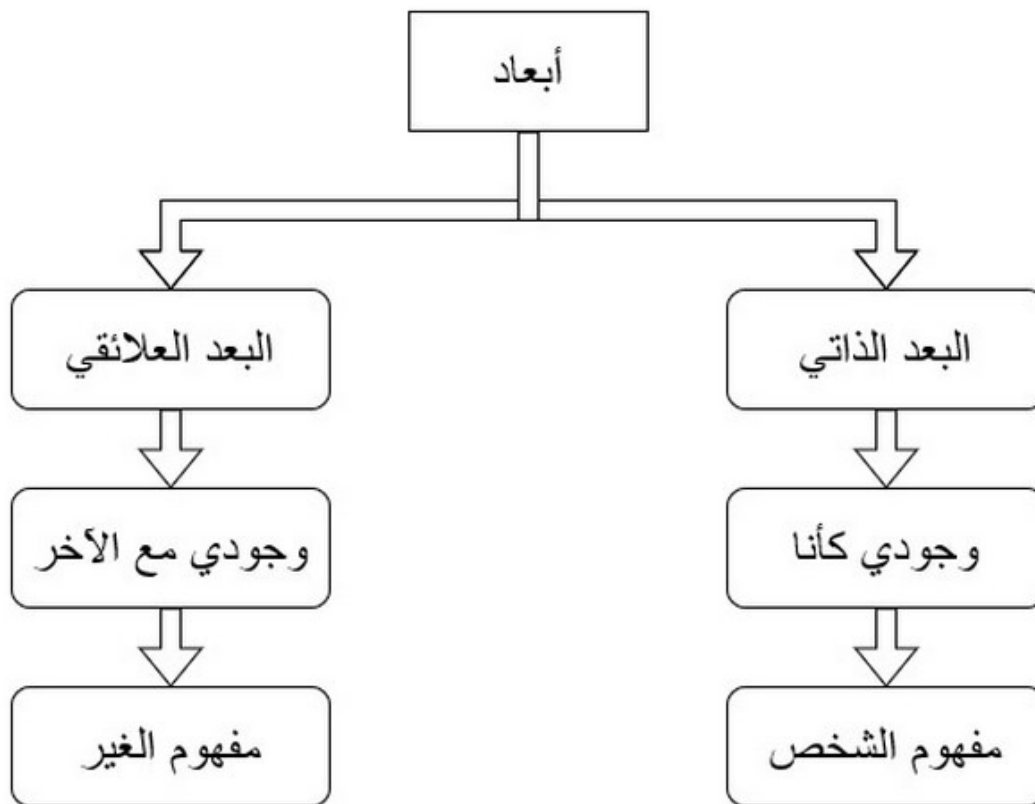 أبعاد
البعد الذاتي
البعد العلائقي
وجودي كأنا
وجودي مع الآخر
مفهوم الشخص
مفهوم الغير